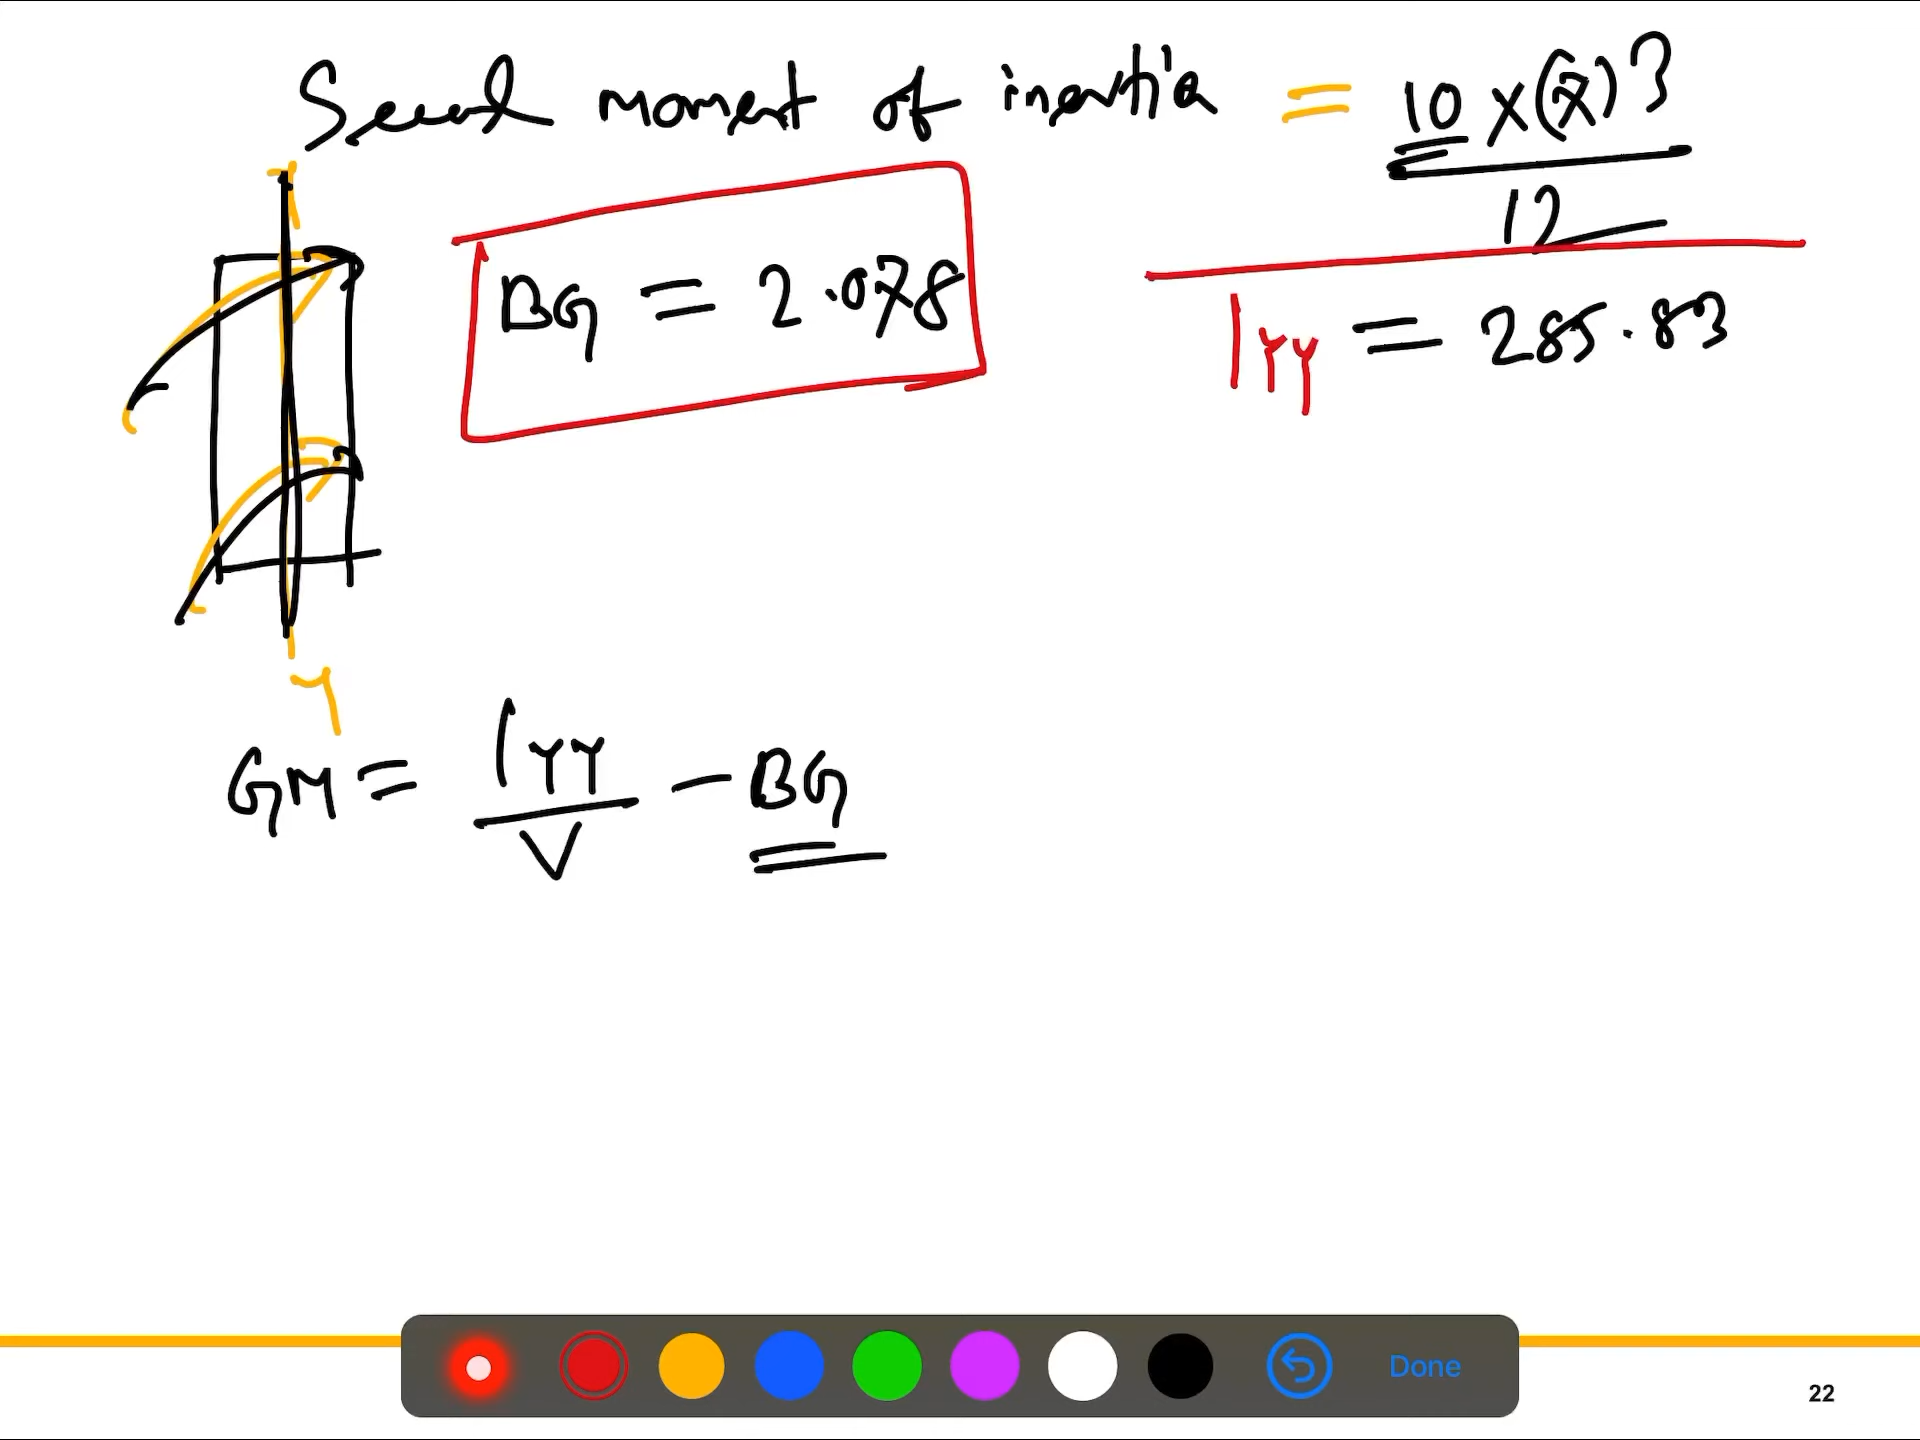 Second moment of inertia = 10 x (7)3 / 12
BG = 2.078
IYY = 285.83
Y
GM = IYY / V - BG
Done
22